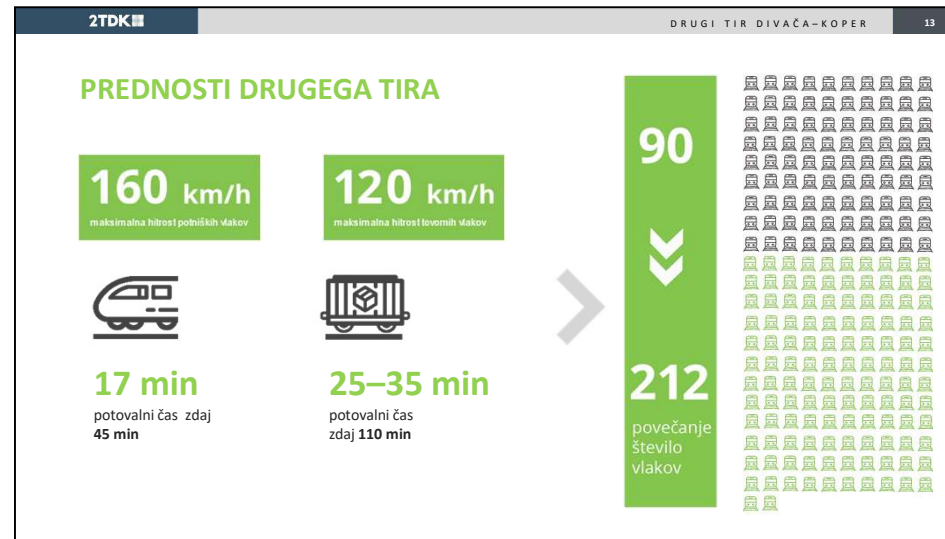 2TDK
DRUGI TIR DIVAČA–KOPER
13
PREDNOSTI DRUGEGA TIRA
160 km/h
maksimalna hitrost potniških vlakov
120 km/h
maksimalna hitrost tovornih vlakov
17 min
potovalni čas zdaj
45 min
25–35 min
potovalni čas
zdaj 110 min
90
212
povečanje
število
vlakov